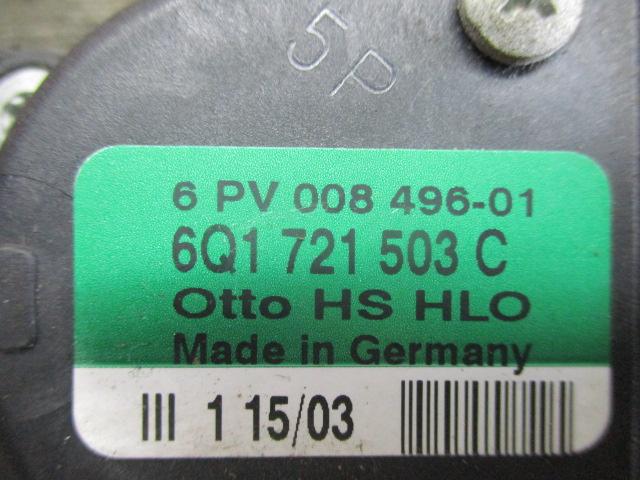 5P
6 PV 008 496-01
6Q1 721 503 C
Otto HS HLO
Made in Germany
III 1 15/03